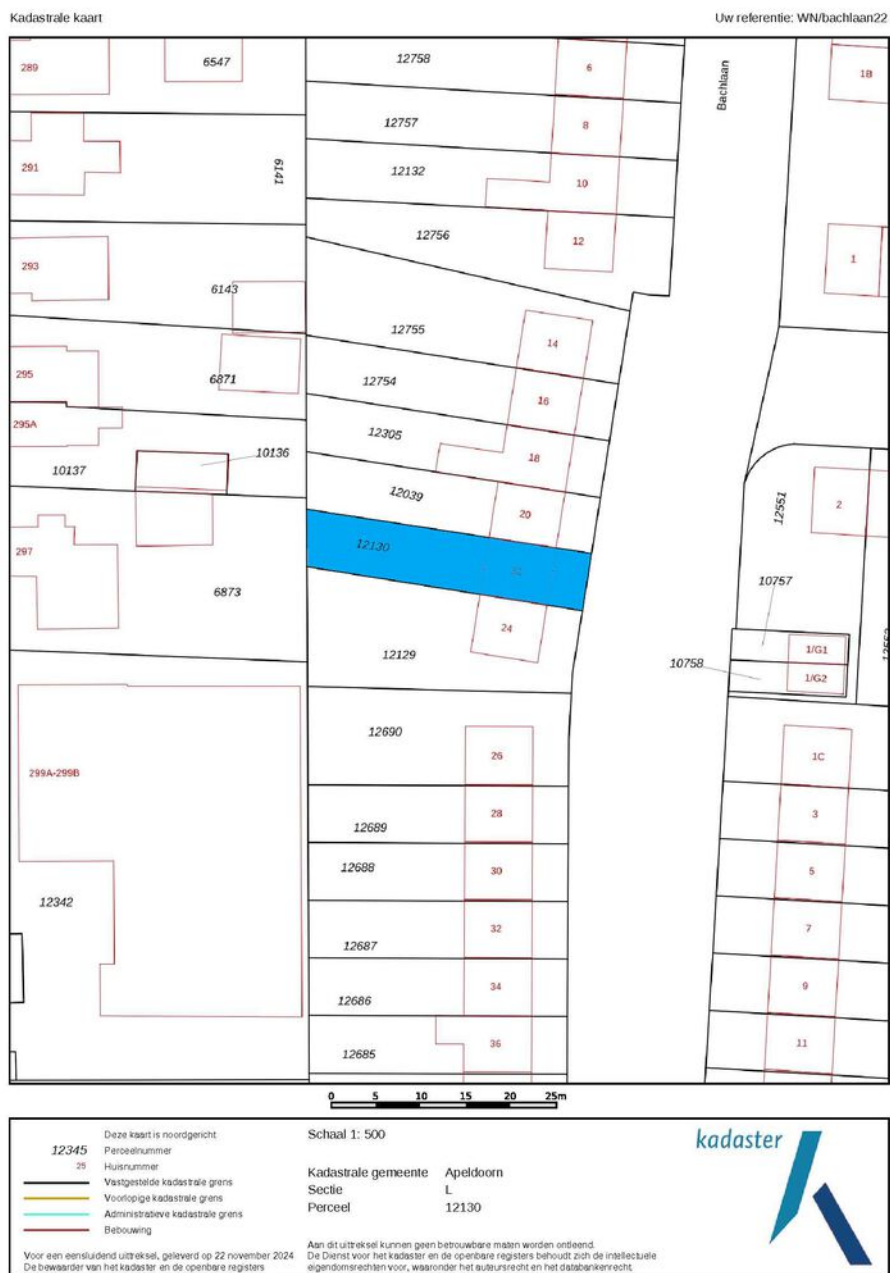 Kadastrale kaart
Uw referentie: WN/bachlaan22
289
6547
12758
6
Bachlaan
1B
12757
8
291
6141
12132
10
12756
12
1
293
6143
12755
14
295
6871
12754
16
295A
12305
18
10137
10136
12039
20
2
12551
297
12130
22
6873
24
10757
12129
10758
1/G1
1/G2
12690
26
1C
299A-299B
12689
28
3
12688
30
5
12342
12687
32
7
12686
34
9
12685
36
11
0 5 10 15 20 25m
Deze kaart is noordgericht
12345 Perceelnummer
25 Huisnummer
Vastgestelde kadastrale grens
Voorlopige kadastrale grens
Administratieve kadastrale grens
Bebouwing
Voor een eensluidend uittreksel, geleverd op 22 november 2024
De bewaarder van het kadaster en de openbare registers
Schaal 1: 500
Kadastrale gemeente Apeldoorn
Sectie L
Perceel 12130
Aan dit uittreksel kunnen geen betrouwbare maten worden ontleend.
De Dienst voor het kadaster en de openbare registers behoudt zich de intellectuele
eigendomsrechten voor, waaronder het auteursrecht en het databankenrecht.
kadaster